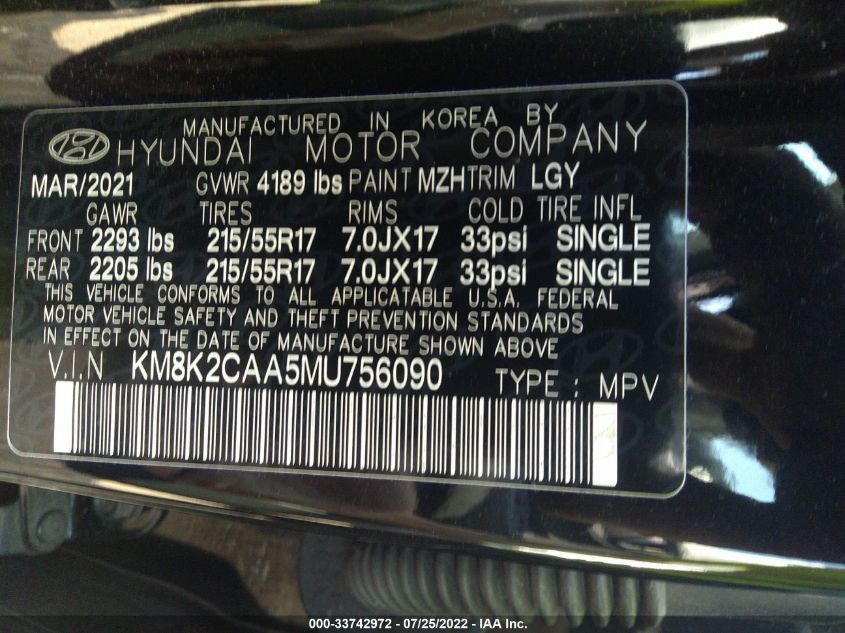 MANUFACTURED IN KOREA BY
HYUNDAI MOTOR COMPANY
MAR/2021 GVWR 4189 lbs PAINT MZH TRIM LGY
GAWR TIRES RIMS COLD TIRE INFL
FRONT 2293 lbs 215/55R17 7.0JX17 33psi SINGLE
REAR 2205 lbs 215/55R17 7.0JX17 33psi SINGLE
THIS VEHICLE CONFORMS TO ALL APPLICATABLE U.S.A. FEDERAL
MOTOR VEHICLE SAFETY AND THEFT PREVENTION STANDARDS
IN EFFECT ON THE DATE OF MANUFACTURE SHOWN ABOVE
V.I.N KM8K2CAA5MU756090 TYPE : MPV
000-33742972 - 07/25/2022 - IAA Inc.